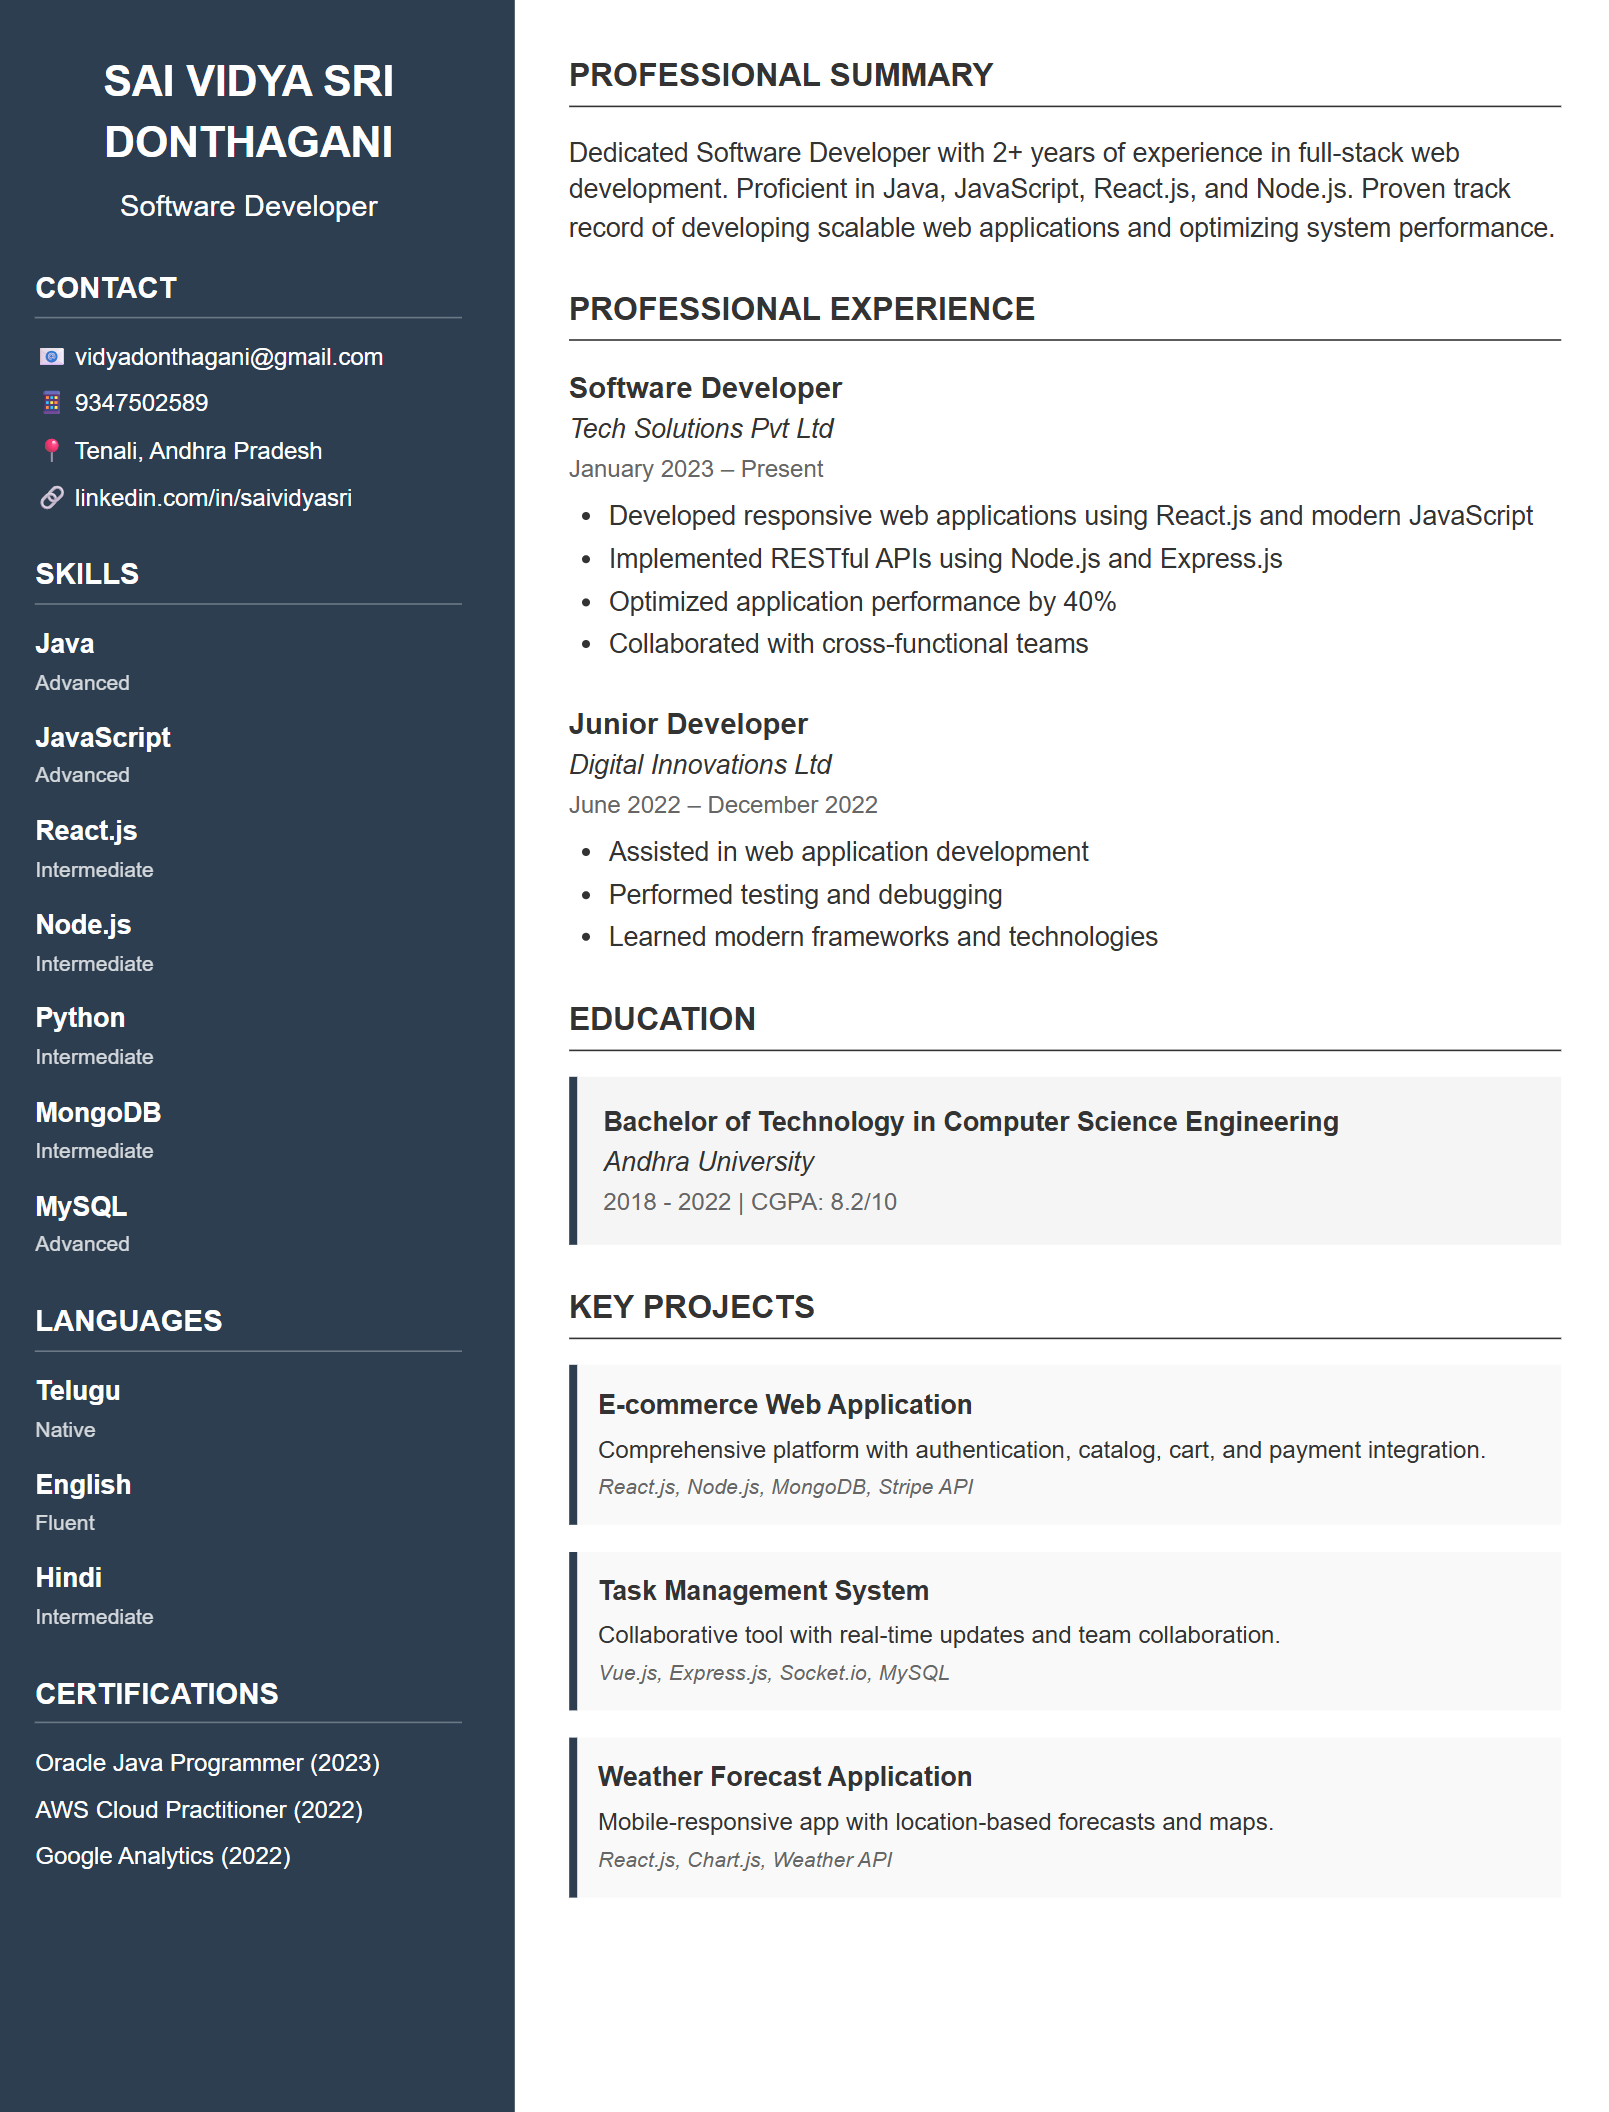 SAI VIDYA SRI
DONTHAGANI
Software Developer
CONTACT
vidyadonthagani@gmail.com
9347502589
Tenali, Andhra Pradesh
linkedin.com/in/saividyasri
SKILLS
Java
Advanced
JavaScript
Advanced
React.js
Intermediate
Node.js
Intermediate
Python
Intermediate
MongoDB
Intermediate
MySQL
Advanced
LANGUAGES
Telugu
Native
English
Fluent
Hindi
Intermediate
CERTIFICATIONS
Oracle Java Programmer (2023)
AWS Cloud Practitioner (2022)
Google Analytics (2022)
PROFESSIONAL SUMMARY
Dedicated Software Developer with 2+ years of experience in full-stack web
development. Proficient in Java, JavaScript, React.js, and Node.js. Proven track
record of developing scalable web applications and optimizing system performance.
PROFESSIONAL EXPERIENCE
Software Developer
Tech Solutions Pvt Ltd
January 2023 – Present
• Developed responsive web applications using React.js and modern JavaScript
• Implemented RESTful APIs using Node.js and Express.js
• Optimized application performance by 40%
• Collaborated with cross-functional teams
Junior Developer
Digital Innovations Ltd
June 2022 – December 2022
• Assisted in web application development
• Performed testing and debugging
• Learned modern frameworks and technologies
EDUCATION
Bachelor of Technology in Computer Science Engineering
Andhra University
2018 - 2022 | CGPA: 8.2/10
KEY PROJECTS
E-commerce Web Application
Comprehensive platform with authentication, catalog, cart, and payment integration.
React.js, Node.js, MongoDB, Stripe API
Task Management System
Collaborative tool with real-time updates and team collaboration.
Vue.js, Express.js, Socket.io, MySQL
Weather Forecast Application
Mobile-responsive app with location-based forecasts and maps.
React.js, Chart.js, Weather API